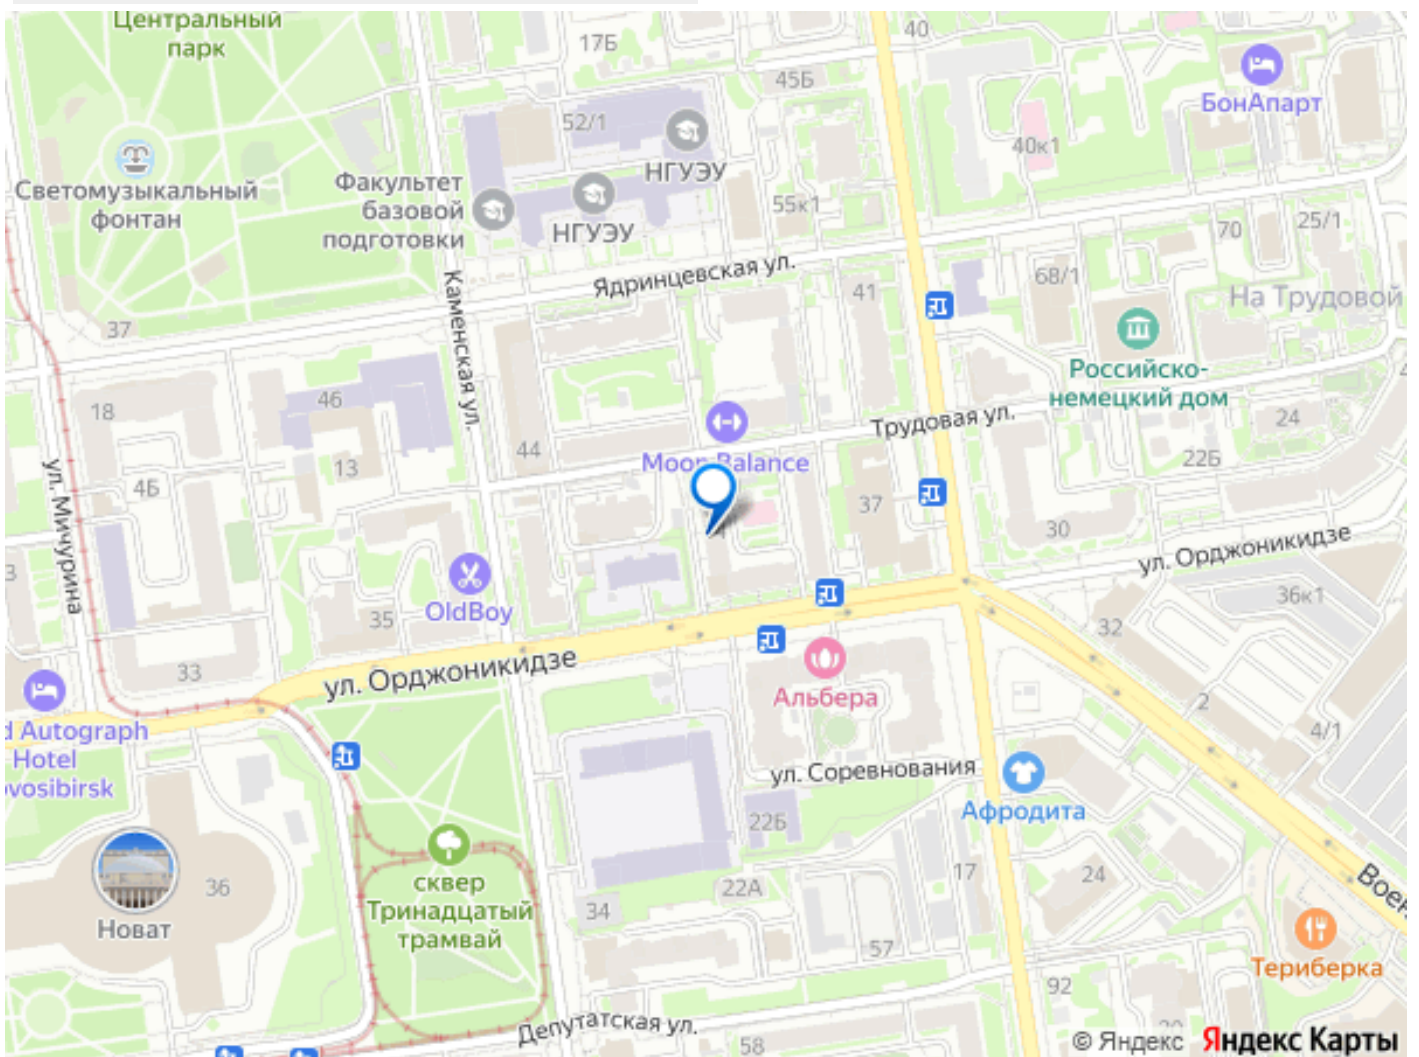 Центральный
парк
17Б
40
45Б
БонАпарт
52/1
НГУЭУ
40к1
Светомузыкальный
фонтан
Факультет
базовой
подготовки
НГУЭУ
55к1
70
25/1
Ядринцевская ул.
68/1
41
На Трудовой
37
Каменская ул.
Российско-
немецкий дом
18
46
Трудовая ул.
24
44
Moon Balance
22Б
13
4Б
ул. Мичурина
37
30
ул. Орджоникидзе
3
OldBoy
35
36к1
32
33
ул. Орджоникидзе
Альбера
2
d Autograph
Hotel
vosibirsk
4/1
ул. Соревнования
Афродита
22Б
36
Новат
сквер
Тринадцатый
трамвай
22А
17
24
34
57
Воен
Териберка
92
Депутатская ул.
58
© Яндекс Яндекс Карты